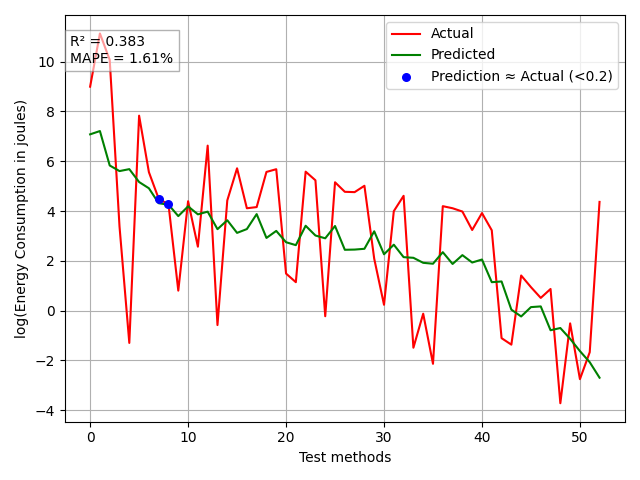 R² = 0.383
MAPE = 1.61%
Actual
Predicted
Prediction ≈ Actual (<0.2)
log(Energy Consumption in joules)
10
8
6
4
2
0
−2
−4
0
10
20
30
40
50
Test methods